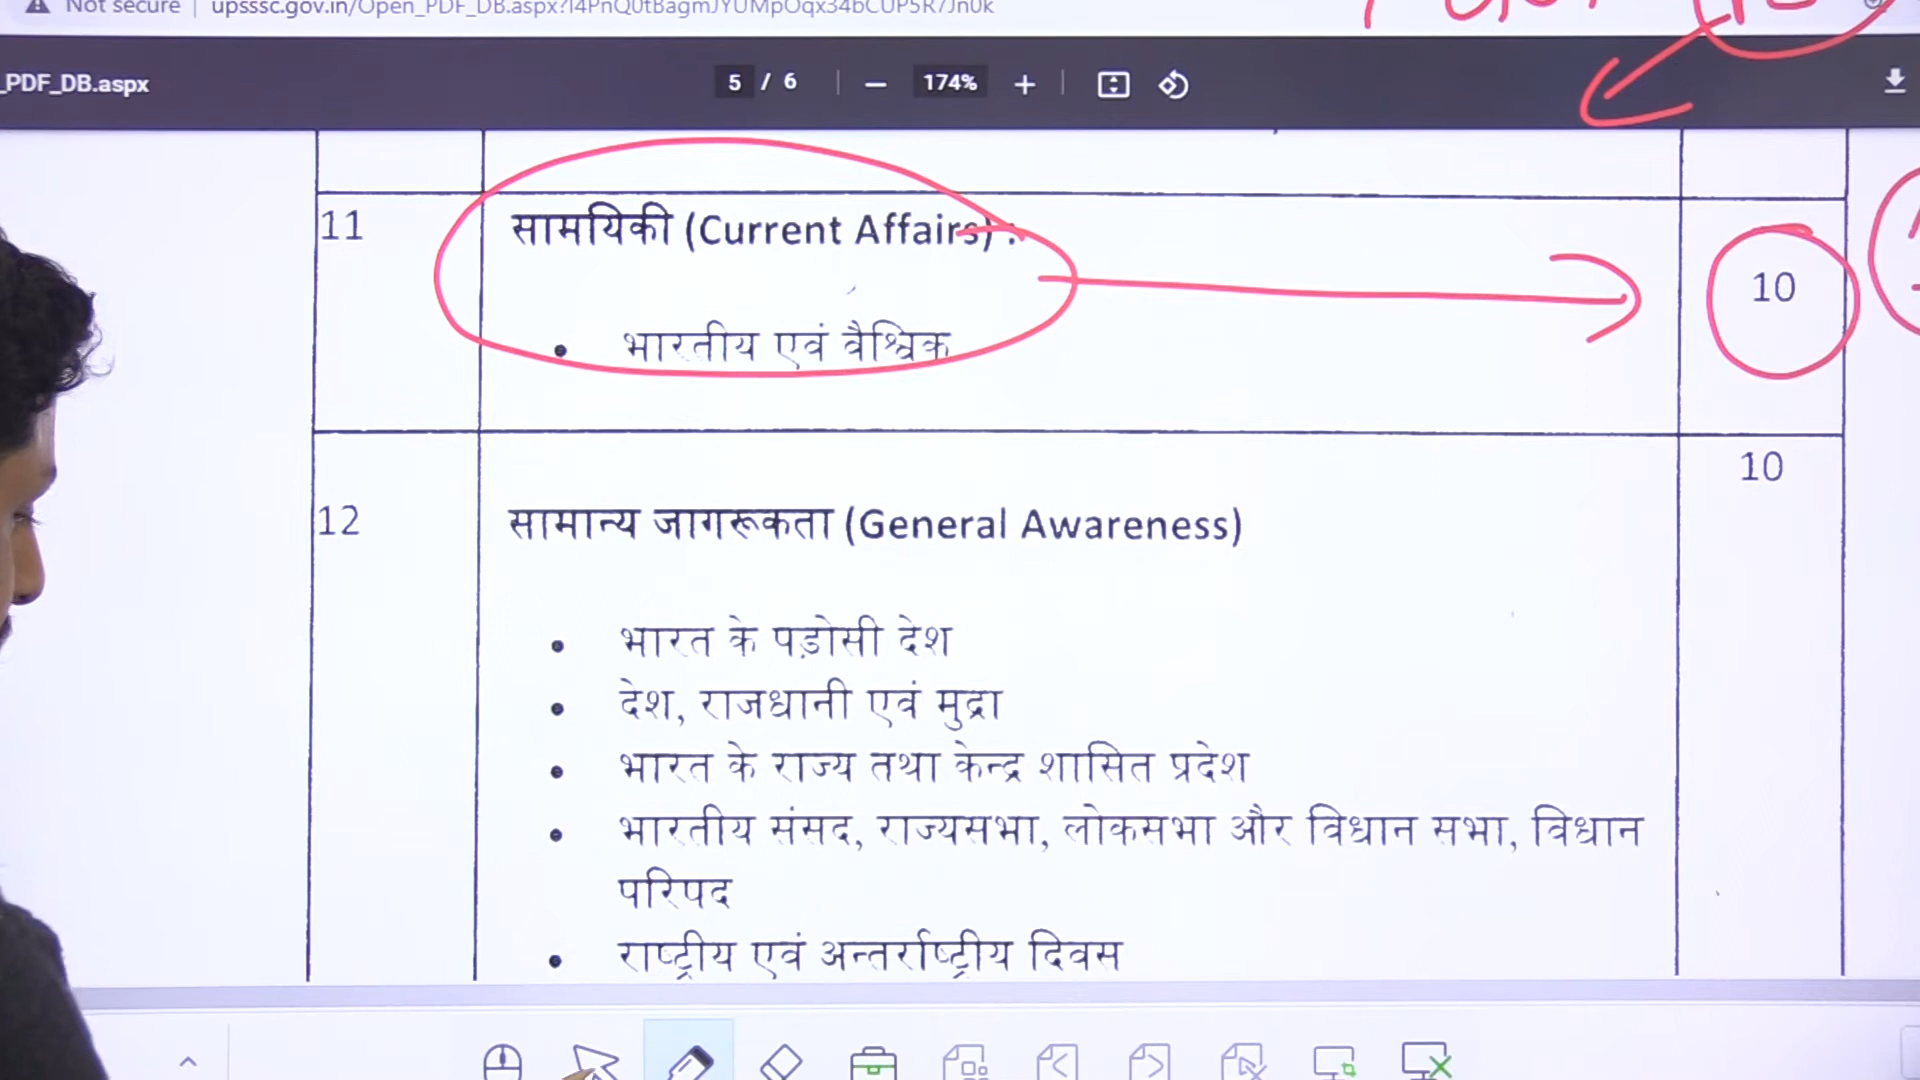 Not secure | upsssc.gov.in/Open_PDF_DB.aspx?
_PDF_DB.aspx
5 / 6
174%
11
सामयिकी (Current Affairs) :
10
• भारतीय एवं वैश्विक
10
12
सामान्य जागरूकता (General Awareness)
• भारत के पड़ोसी देश
• देश, राजधानी एवं मुद्रा
• भारत के राज्य तथा केन्द्र शासित प्रदेश
• भारतीय संसद, राज्यसभा, लोकसभा और विधान सभा, विधान
परिषद
• राष्ट्रीय एवं अन्तर्राष्ट्रीय दिवस